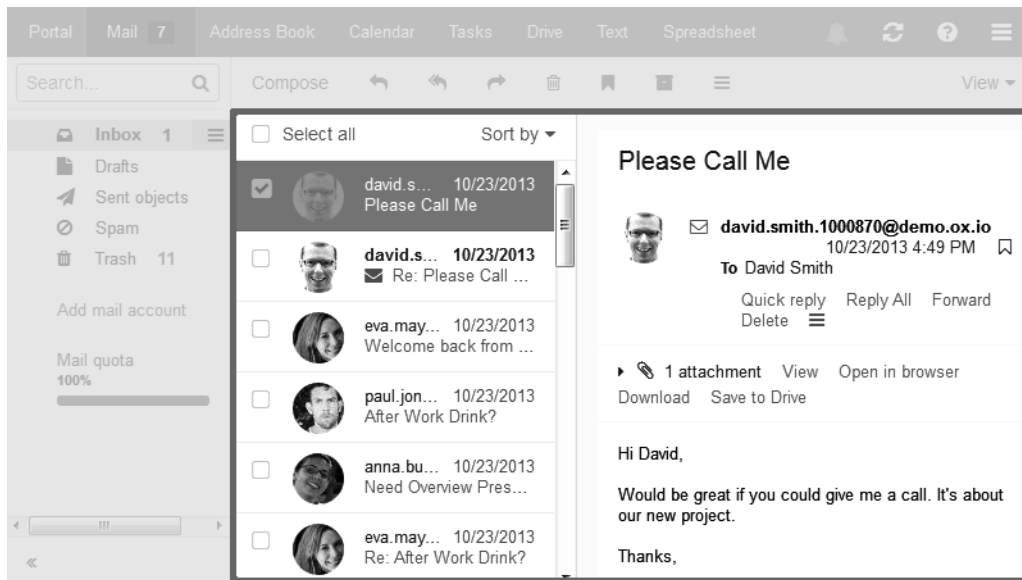 Portal Mail 7 Address Book Calendar Tasks Drive Text Spreadsheet
Search...
Compose
View
Inbox 1
Drafts
Sent objects
Spam
Trash 11
Add mail account
Mail quota
100%
Select all Sort by
david.s... 10/23/2013
Please Call Me
david.s... 10/23/2013
Re: Please Call ...
eva.may... 10/23/2013
Welcome back from ...
paul.jon... 10/23/2013
After Work Drink?
anna.bu... 10/23/2013
Need Overview Pres...
eva.may... 10/23/2013
Re: After Work Drink?
Please Call Me
david.smith.1000870@demo.ox.io
10/23/2013 4:49 PM
To David Smith
Quick reply Reply All Forward
Delete
1 attachment View Open in browser
Download Save to Drive
Hi David,
Would be great if you could give me a call. It's about
our new project.
Thanks,